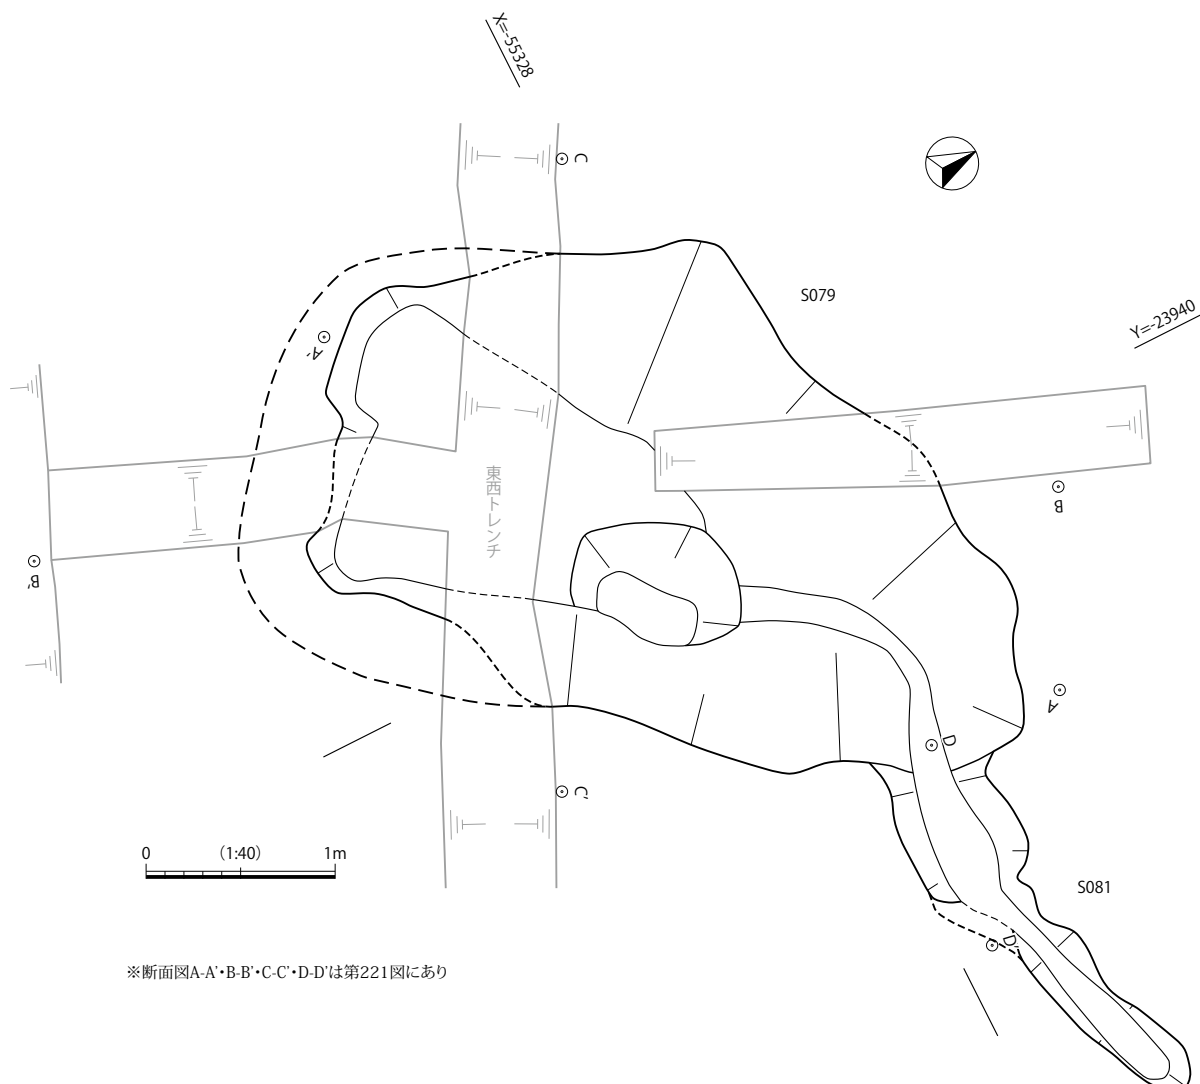 X=-55328
C
S079
Y=-23940
A'
東西トレンチ
B
B'
A
D
C'
0 (1:40) 1m
S081
D'
※断面図A-A'・B-B'・C-C'・D-D'は第221図にあり